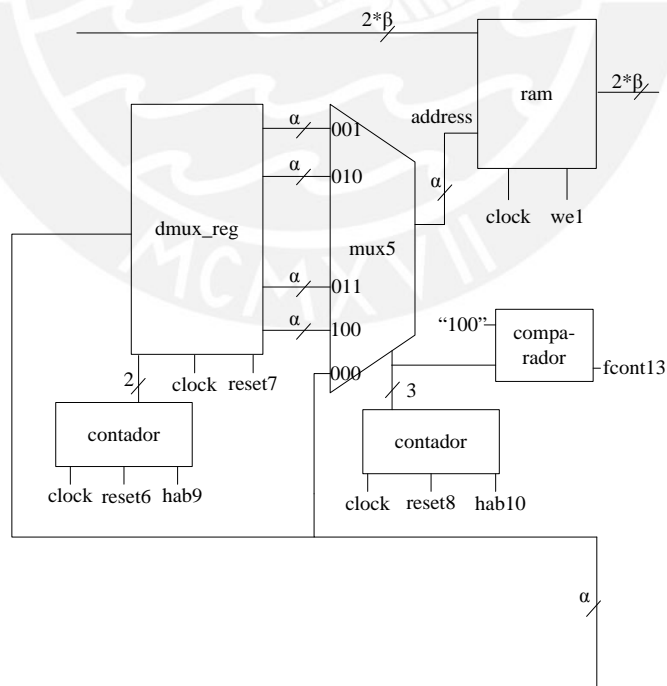 2*β
ram
2*β
address
α
001
α
010
α
clock
we1
dmux_reg
mux5
α
011
α
100
"100"
compa-
rador
fcont13
000
2
clock
reset7
3
contador
contador
clock
reset6
hab9
clock
reset8
hab10
α
MCMXVII